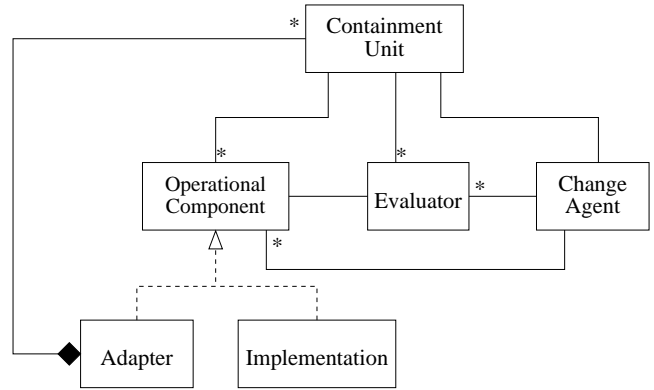 *
Containment
Unit
*
*
Operational
Component
Evaluator
*
Change
Agent
*
Adapter
Implementation